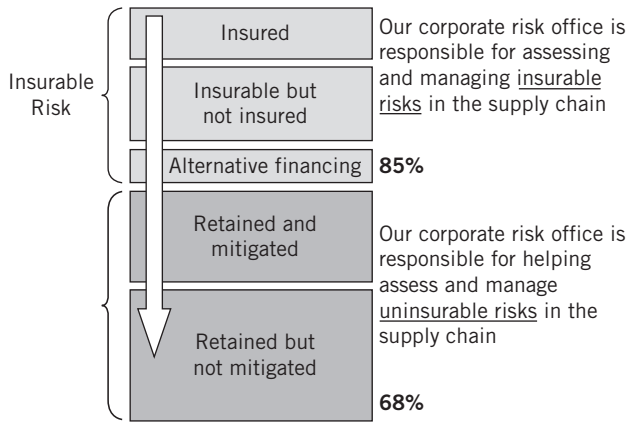 Insurable
Risk
Insured
Insurable but
not insured
Alternative financing
Our corporate risk office is
responsible for assessing
and managing insurable
risks in the supply chain
85%
Retained and
mitigated
Retained but
not mitigated
Our corporate risk office is
responsible for helping
assess and manage
uninsurable risks in the
supply chain
68%